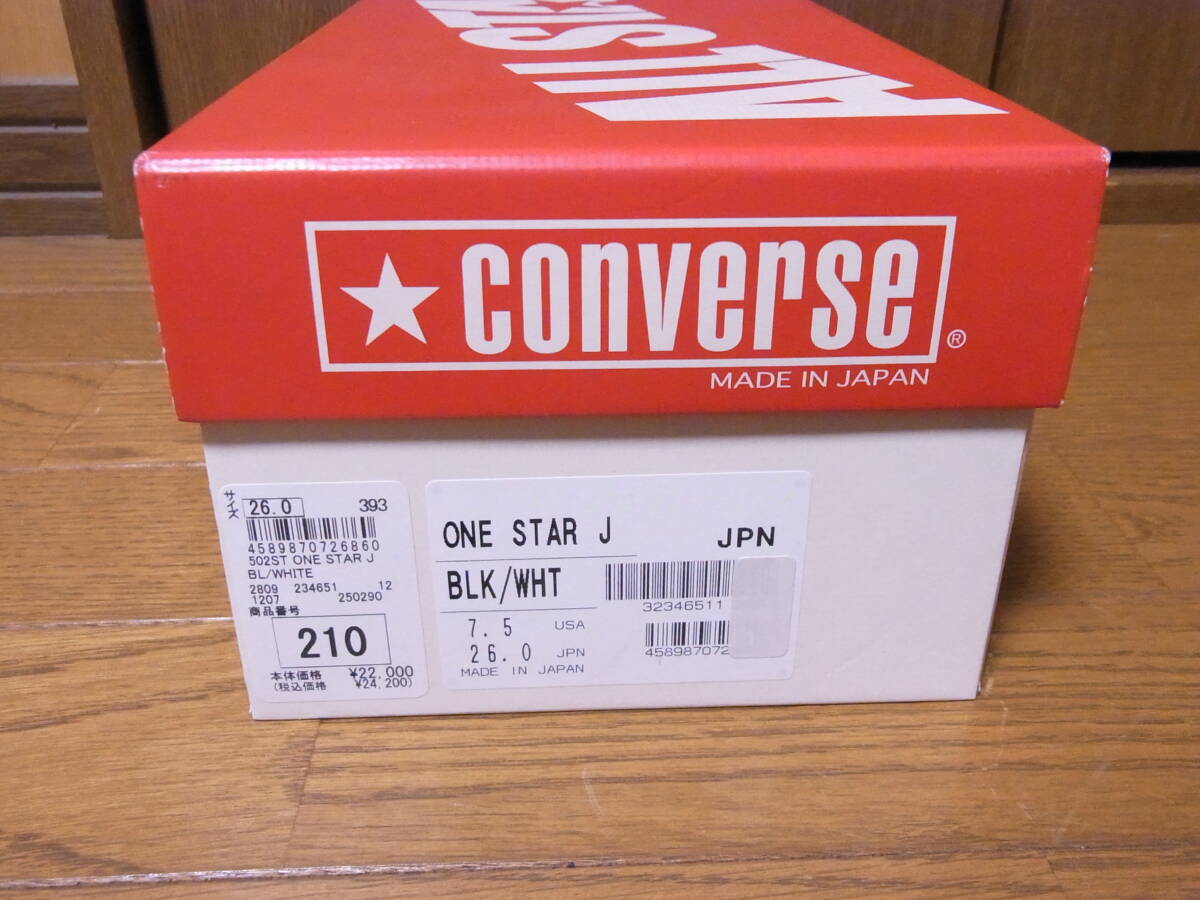 ALL STA
converse
®
MADE IN JAPAN
サイズ 26.0 393
4589870726860
502ST ONE STAR J
BL/WHITE
2809 234651 12
1207 250290
商品番号
210
本体価格 ¥22,000
(税込価格 ¥24,200)
ONE STAR J JPN
BLK/WHT
32346511
7.5 USA
26.0 JPN
458987072
MADE IN JAPAN